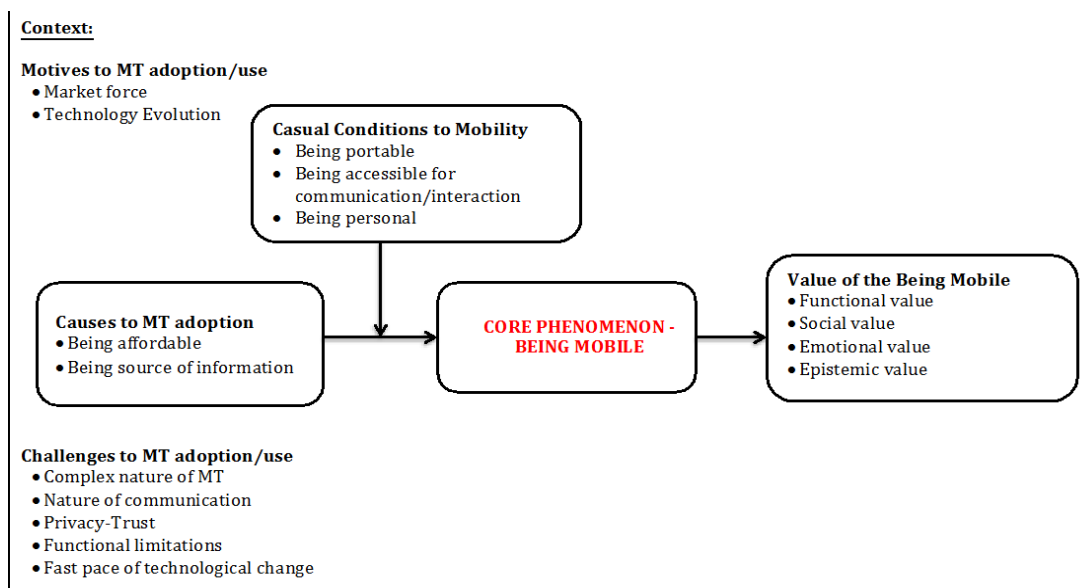 Context:
Motives to MT adoption/use
• Market force
• Technology Evolution
Casual Conditions to Mobility
• Being portable
• Being accessible for
communication/interaction
• Being personal
Causes to MT adoption
• Being affordable
• Being source of information
CORE PHENOMENON -
BEING MOBILE
Value of the Being Mobile
• Functional value
• Social value
• Emotional value
• Epistemic value
Challenges to MT adoption/use
• Complex nature of MT
• Nature of communication
• Privacy-Trust
• Functional limitations
• Fast pace of technological change